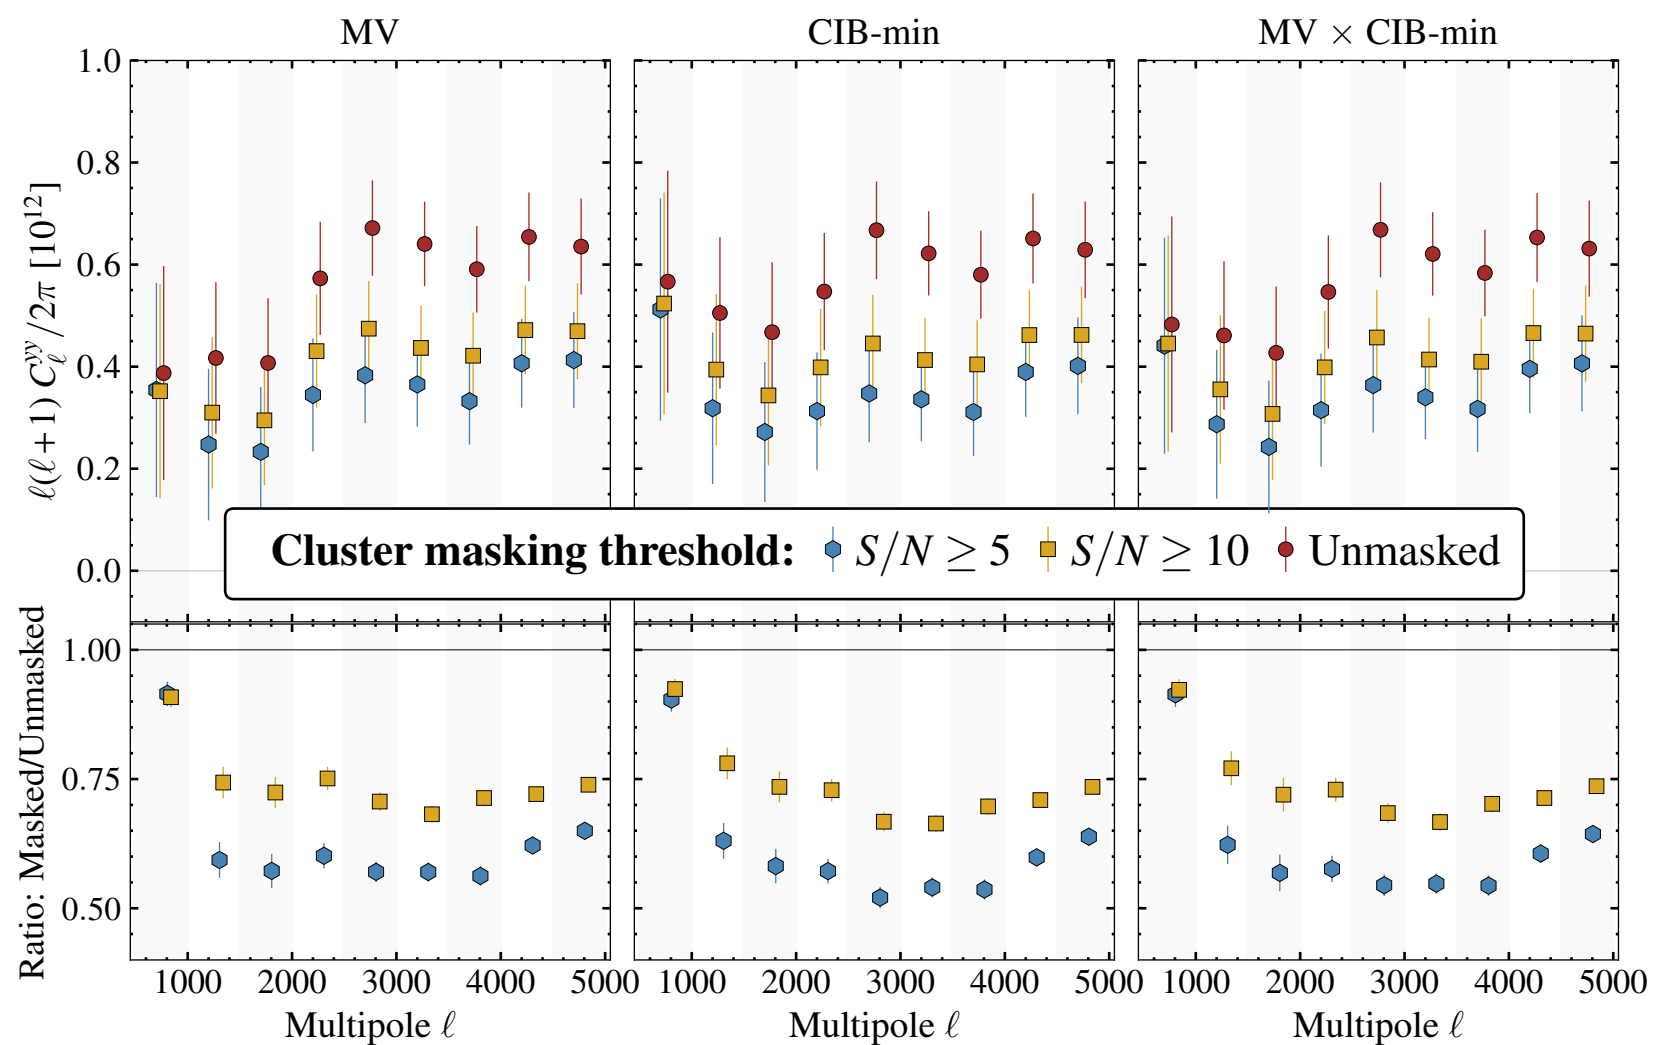 MV CIB-min MV × CIB-min
ℓ(ℓ+1) C_ℓ^{yy}/2π [10^{12}]
1.0
0.8
0.6
0.4
0.2
0.0
Cluster masking threshold: S/N ≥ 5 S/N ≥ 10 Unmasked
Ratio: Masked/Unmasked
1.00
0.75
0.50
1000 2000 3000 4000 5000 1000 2000 3000 4000 5000 1000 2000 3000 4000 5000
Multipole ℓ Multipole ℓ Multipole ℓ